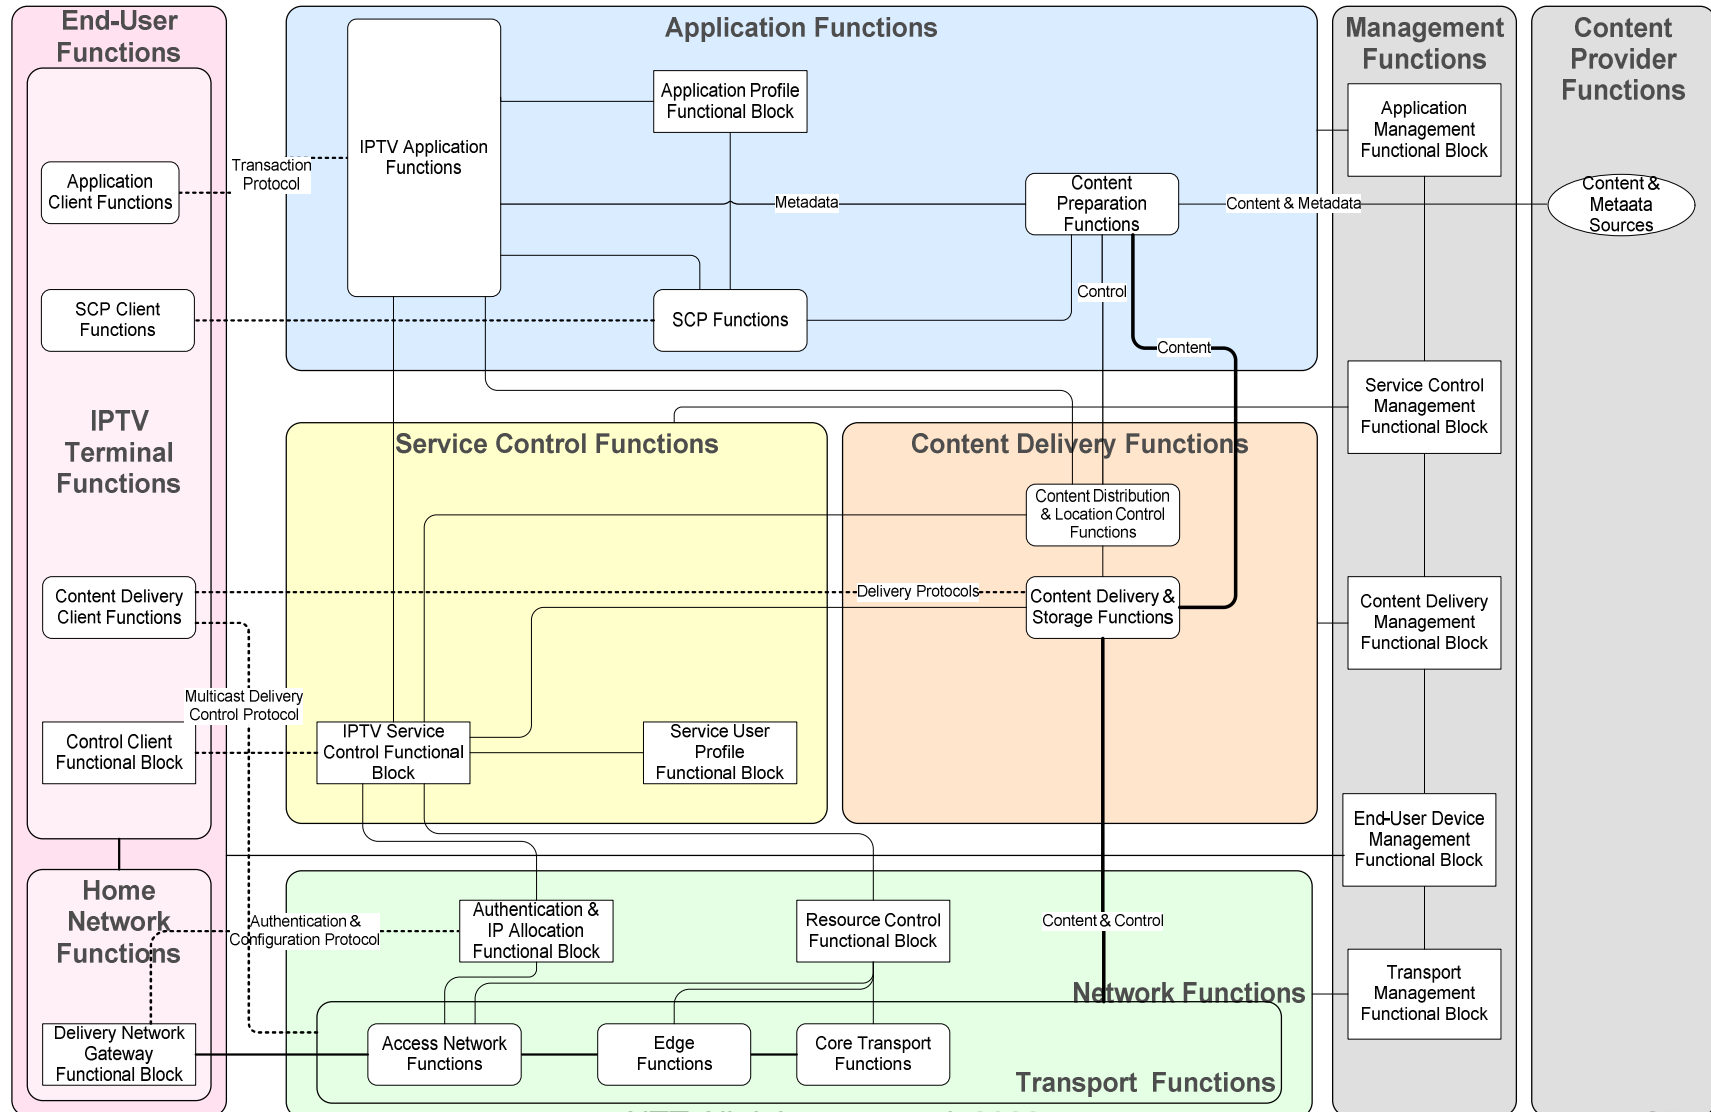 End-User
Functions
Application Functions
Management
Functions
Content
Provider
Functions
IPTV Application
Functions
Application Profile
Functional Block
Application
Management
Functional Block
Application
Client Functions
Transaction
Protocol
Metadata
Content
Preparation
Functions
Content & Metadata
Content &
Metaata
Sources
SCP Client
Functions
SCP Functions
Control
Content
IPTV
Terminal
Functions
Service Control
Management
Functional Block
Service Control Functions
Content Delivery Functions
Content Distribution
& Location Control
Functions
Content Delivery
Client Functions
Delivery Protocols
Content Delivery &
Storage Functions
Content Delivery
Management
Functional Block
Multicast Delivery
Control Protocol
Control Client
Functional Block
IPTV Service
Control Functional
Block
Service User
Profile
Functional Block
End-User Device
Management
Functional Block
Home
Network
Functions
Authentication &
Configuration Protocol
Authentication &
IP Allocation
Functional Block
Resource Control
Functional Block
Content & Control
Network Functions
Transport
Management
Functional Block
Delivery Network
Gateway
Functional Block
Access Network
Functions
Edge
Functions
Core Transport
Functions
Transport Functions